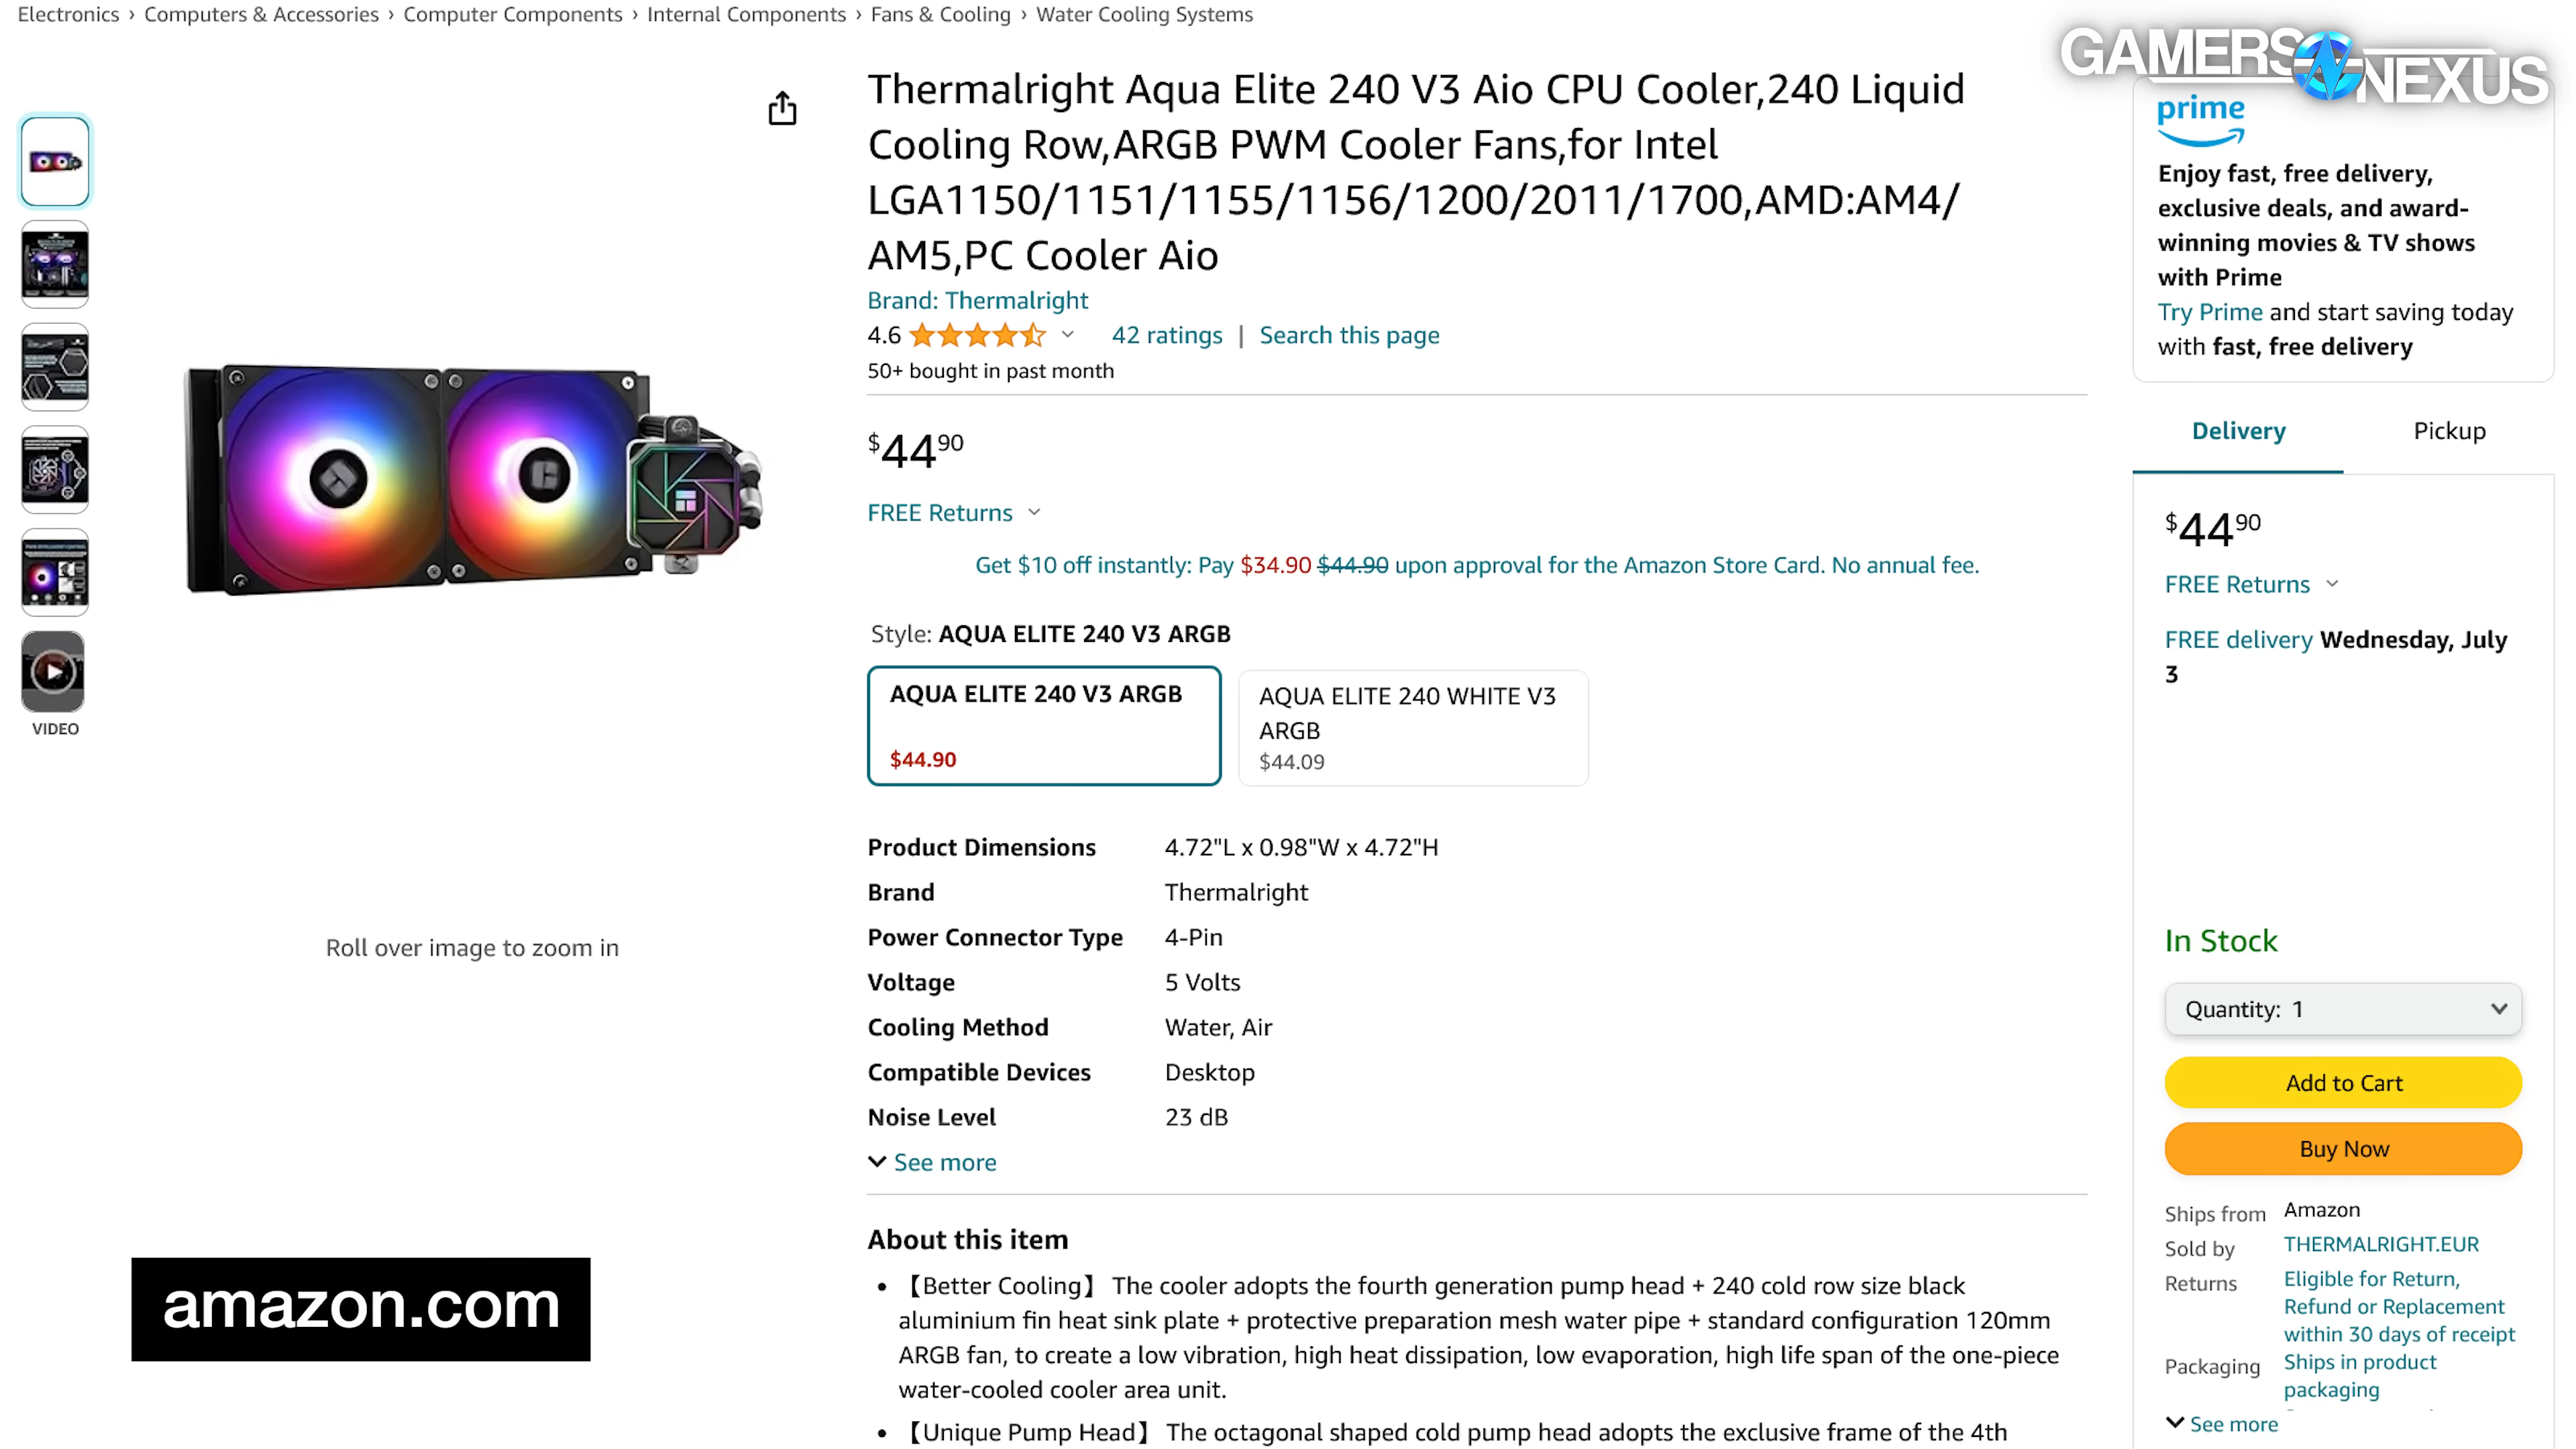 Electronics › Computers & Accessories › Computer Components › Internal Components › Fans & Cooling › Water Cooling Systems
GAMERS NEXUS
Thermalright Aqua Elite 240 V3 Aio CPU Cooler,240 Liquid
Cooling Row,ARGB PWM Cooler Fans,for Intel
LGA1150/1151/1155/1156/1200/2011/1700,AMD:AM4/
AM5,PC Cooler Aio
Brand: Thermalright
4.6 42 ratings | Search this page
50+ bought in past month
$44 90
FREE Returns
Get $10 off instantly: Pay $34.90 $44.90 upon approval for the Amazon Store Card. No annual fee.
Style: AQUA ELITE 240 V3 ARGB
AQUA ELITE 240 V3 ARGB
$44.90
AQUA ELITE 240 WHITE V3
ARGB
$44.09
Product Dimensions 4.72"L x 0.98"W x 4.72"H
Brand Thermalright
Power Connector Type 4-Pin
Voltage 5 Volts
Cooling Method Water, Air
Compatible Devices Desktop
Noise Level 23 dB
See more
About this item
• 【Better Cooling】 The cooler adopts the fourth generation pump head + 240 cold row size black
aluminium fin heat sink plate + protective preparation mesh water pipe + standard configuration 120mm
ARGB fan, to create a low vibration, high heat dissipation, low evaporation, high life span of the one-piece
water-cooled cooler area unit.
• 【Unique Pump Head】 The octagonal shaped cold pump head adopts the exclusive frame of the 4th
VIDEO
Roll over image to zoom in
amazon.com
prime
Enjoy fast, free delivery,
exclusive deals, and award-
winning movies & TV shows
with Prime
Try Prime and start saving today
with fast, free delivery
Delivery Pickup
$44 90
FREE Returns
FREE delivery Wednesday, July
3
In Stock
Quantity: 1
Add to Cart
Buy Now
Ships from Amazon
Sold by THERMALRIGHT.EUR
Returns Eligible for Return,
Refund or Replacement
within 30 days of receipt
Packaging Ships in product
packaging
See more